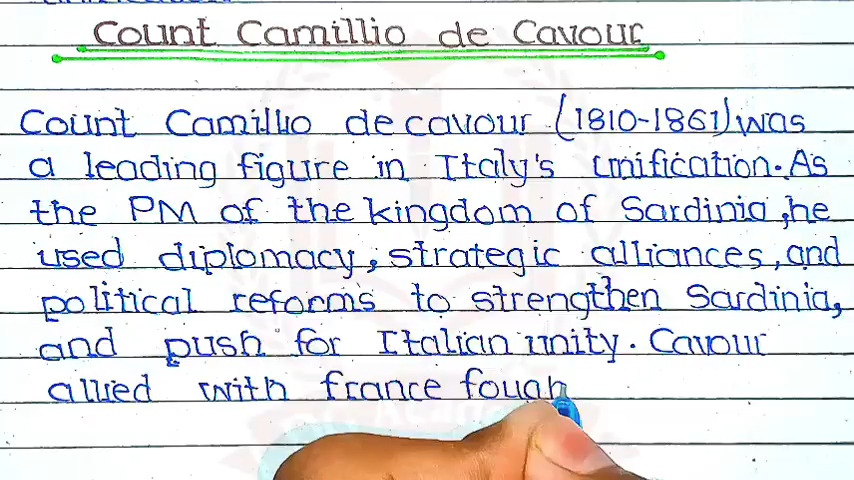 Count Camillio de Cavour
Count Camillio de cavour (1810-1861) was
a leading figure in Italy's unification. As
the PM of the kingdom of Sardinia, he
used diplomacy, strategic alliances, and
political reforms to strengthen Sardinia,
and push for Italian unity. Cavour
allied with france fough